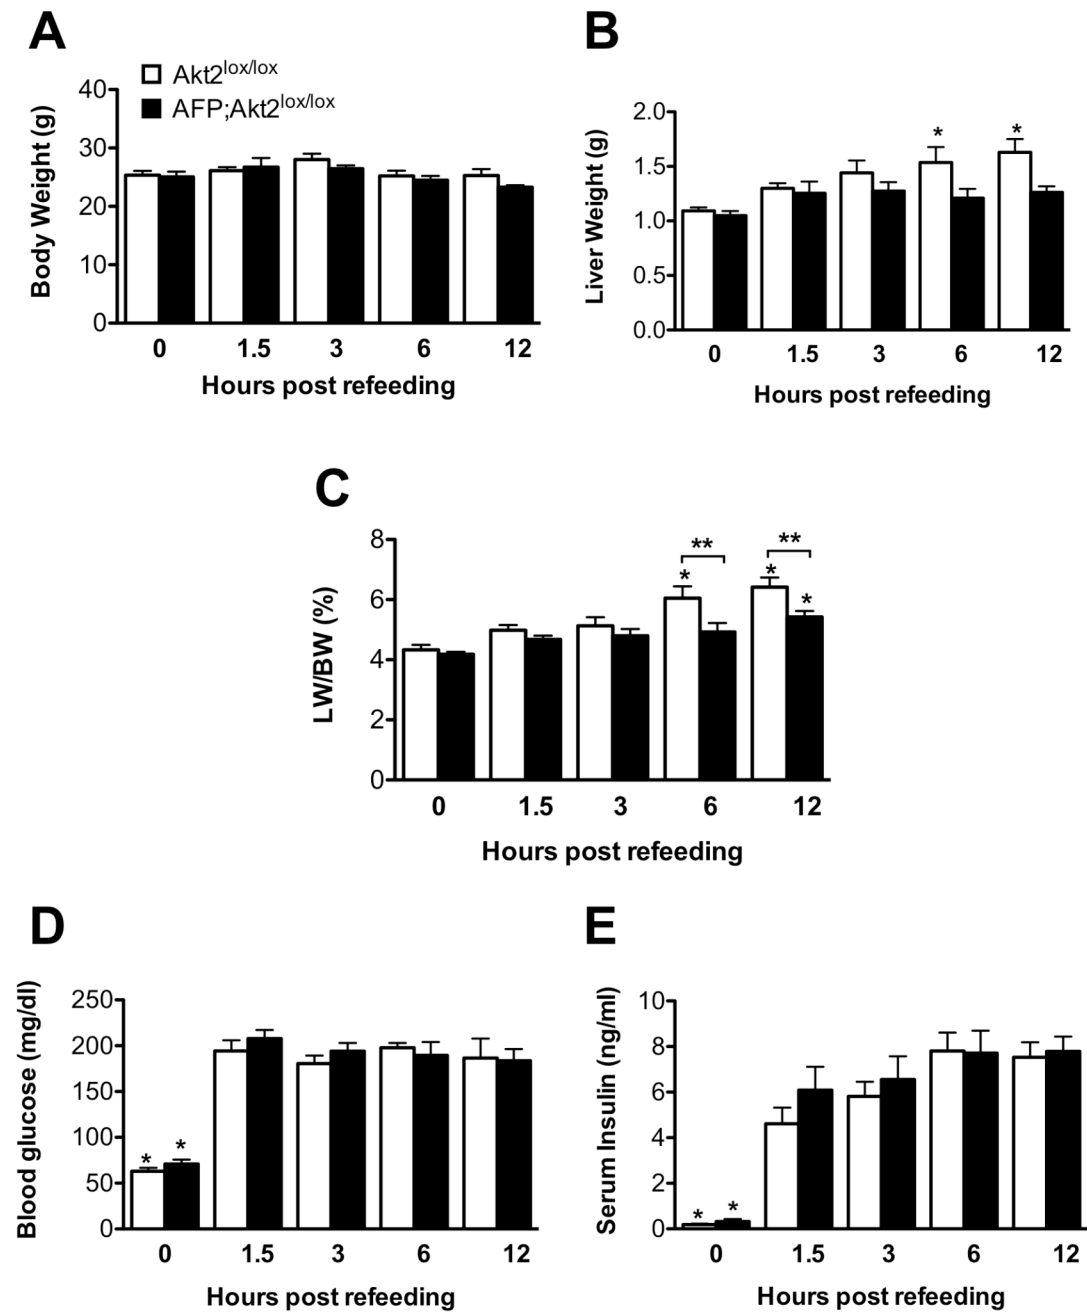 A
Akt2lox/lox
AFP;Akt2lox/lox
Body Weight (g)
40
30
20
10
0
0 1.5 3 6 12
Hours post refeeding
B
Liver Weight (g)
2.0
1.5
1.0
0.5
0.0
* *
0 1.5 3 6 12
Hours post refeeding
C
LW/BW (%)
8
6
4
2
0
** **
* * *
0 1.5 3 6 12
Hours post refeeding
D
Blood glucose (mg/dl)
250
200
150
100
50
0
* *
0 1.5 3 6 12
Hours post refeeding
E
Serum Insulin (ng/ml)
10
8
6
4
2
0
* *
0 1.5 3 6 12
Hours post refeeding